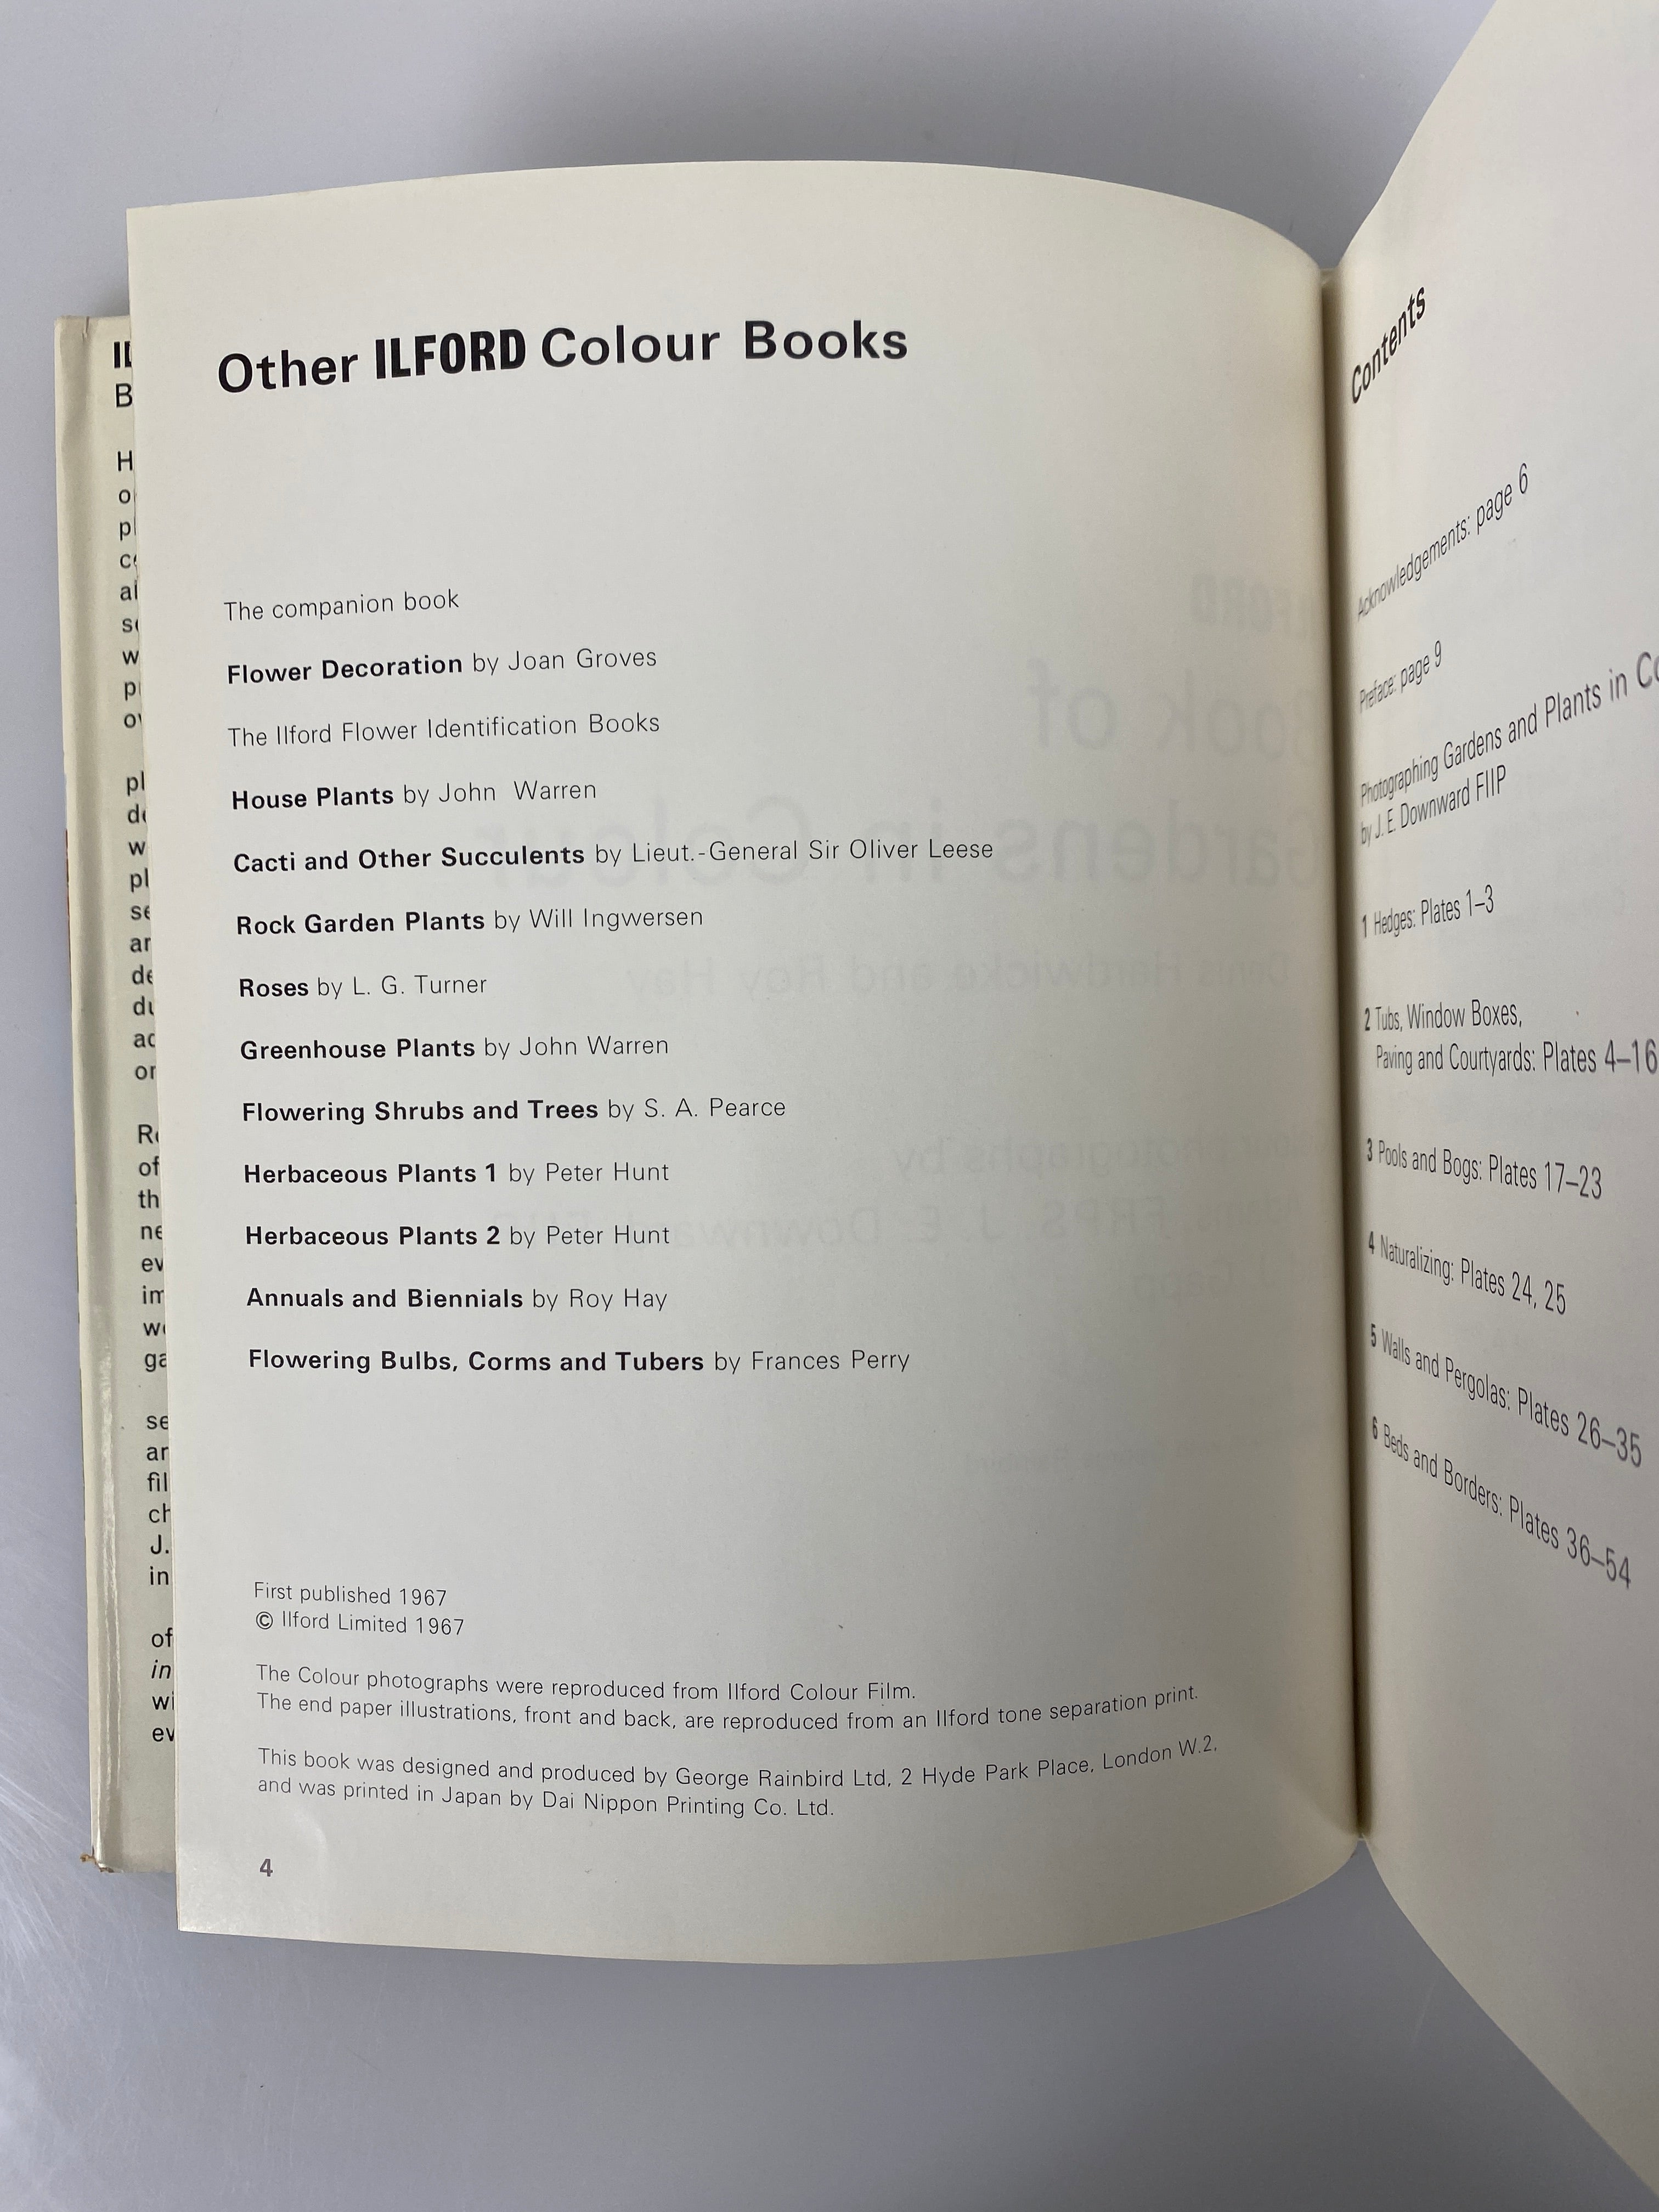 Other ILFORD Colour Books
The companion book
Flower Decoration by Joan Groves
The Ilford Flower Identification Books
House Plants by John Warren
Cacti and Other Succulents by Lieut.-General Sir Oliver Leese
Rock Garden Plants by Will Ingwersen
Roses by L. G. Turner
Greenhouse Plants by John Warren
Flowering Shrubs and Trees by S. A. Pearce
Herbaceous Plants 1 by Peter Hunt
Herbaceous Plants 2 by Peter Hunt
Annuals and Biennials by Roy Hay
Flowering Bulbs, Corms and Tubers by Frances Perry
First published 1967
© Ilford Limited 1967
The Colour photographs were reproduced from Ilford Colour Film.
The end paper illustrations, front and back, are reproduced from an Ilford tone separation print.
This book was designed and produced by George Rainbird Ltd, 2 Hyde Park Place, London W.2,
and was printed in Japan by Dai Nippon Printing Co. Ltd.
4
Contents
Acknowledgements: page 6
Preface: page 9
Photographing Gardens and Plants in
by J. E. Downward FIIP
1 Hedges: Plates 1–3
2 Tubs, Window Boxes,
Paving and Courtyards: Plates 4–16
3 Pools and Bogs: Plates 17–23
4 Naturalizing: Plates 24, 25
5 Walls and Pergolas: Plates 26–35
6 Beds and Borders: Plates 36–54